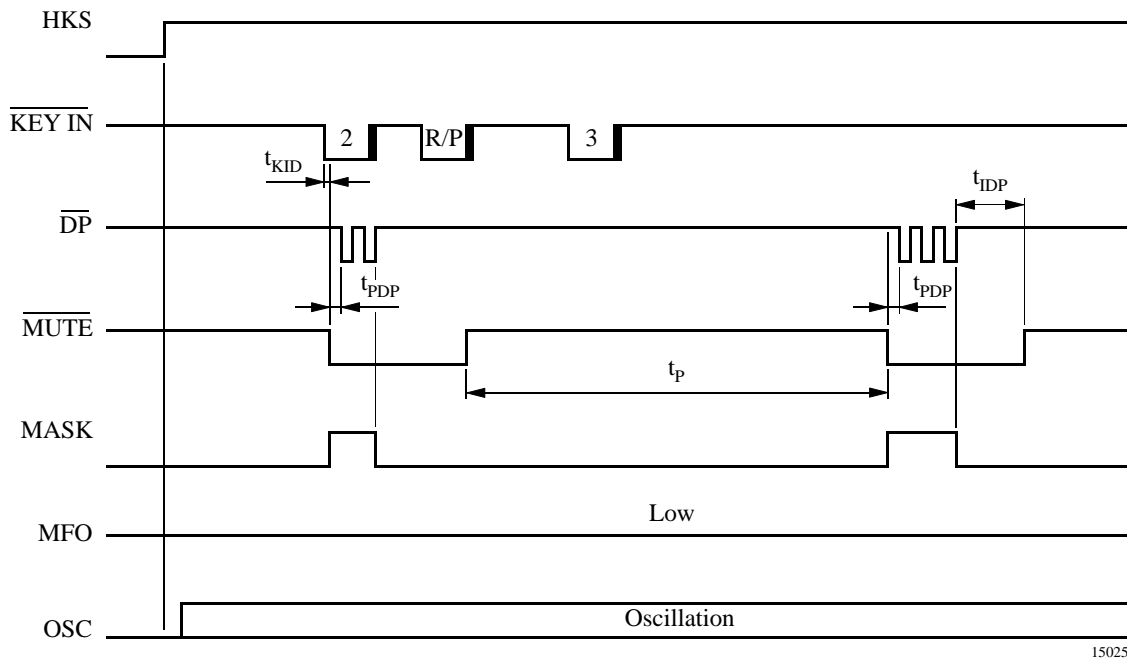 HKS
KEY IN
2 R/P 3
tKID
tIDP
DP
tPDP tPDP
MUTE
tP
MASK
Low
MFO
Oscillation
OSC
15025